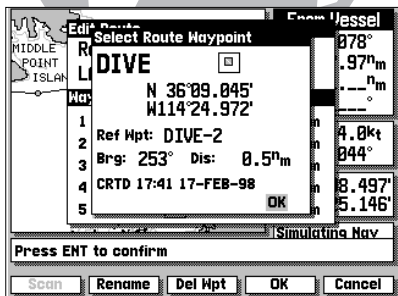 From Vessel
MIDDLE
POINT
ISLAN
Edit Route
Select Route Waypoint
DIVE
N 36°09.045'
W114°24.972'
Ref Wpt: DIVE-2
Brg: 253° Dis: 0.5nm
CRTD 17:41 17-FEB-98
OK
1
2
3
4
5
078°
.97nm
_._ _nm
_ _ _°
4.0kt
044°
8.497'
5.146'
Simulating Nav
Press ENT to confirm
Scan Rename Del Wpt OK Cancel